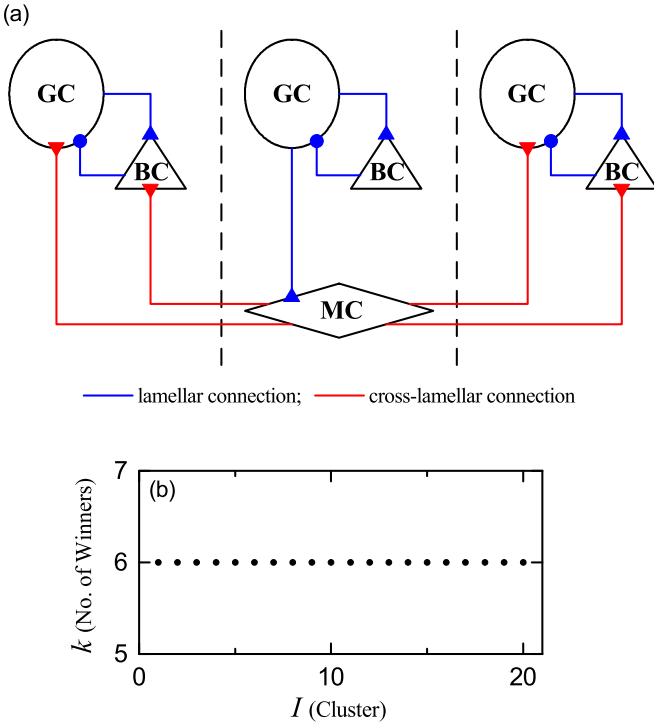 (a)
GC GC GC
BC BC BC
MC
lamellar connection; cross-lamellar connection
(b)
7
6
5
k (No. of Winners)
0 10 20
I (Cluster)